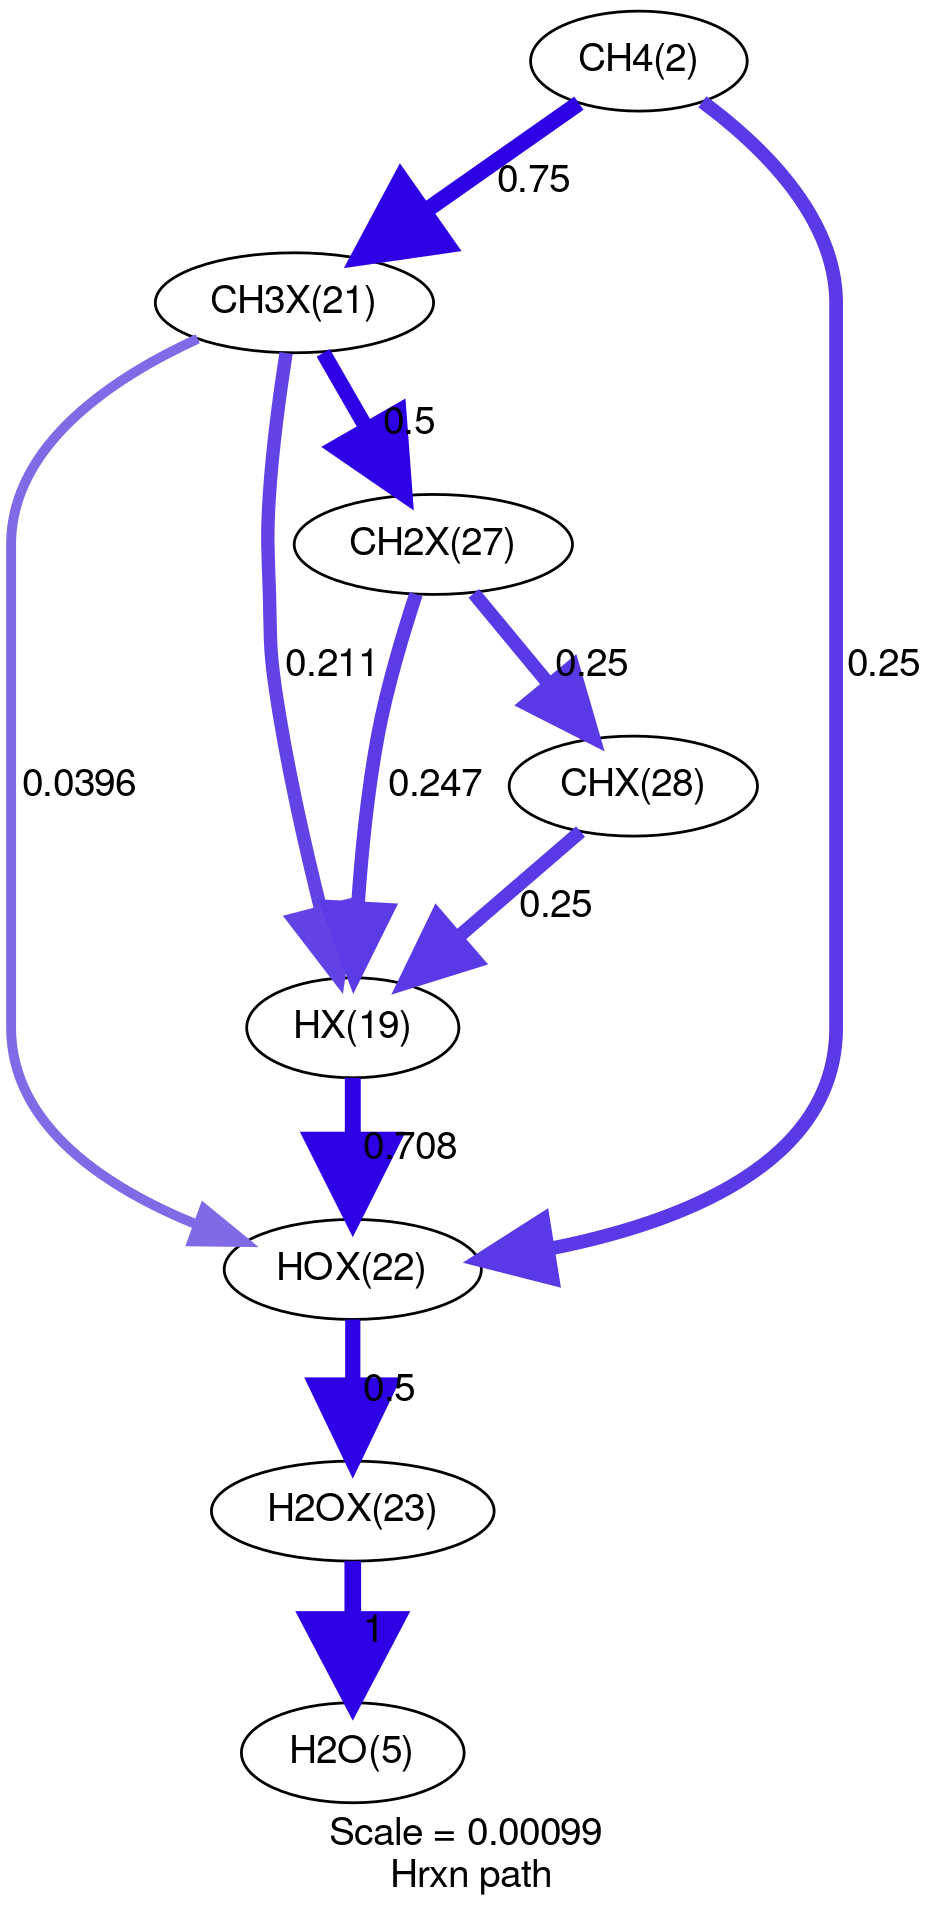 CH4(2)
0.75
CH3X(21)
0.5
CH2X(27)
0.211
0.25
0.25
0.0396
0.247
CHX(28)
0.25
HX(19)
0.708
HOX(22)
0.5
H2OX(23)
1
H2O(5)
Scale = 0.00099
Hrxn path